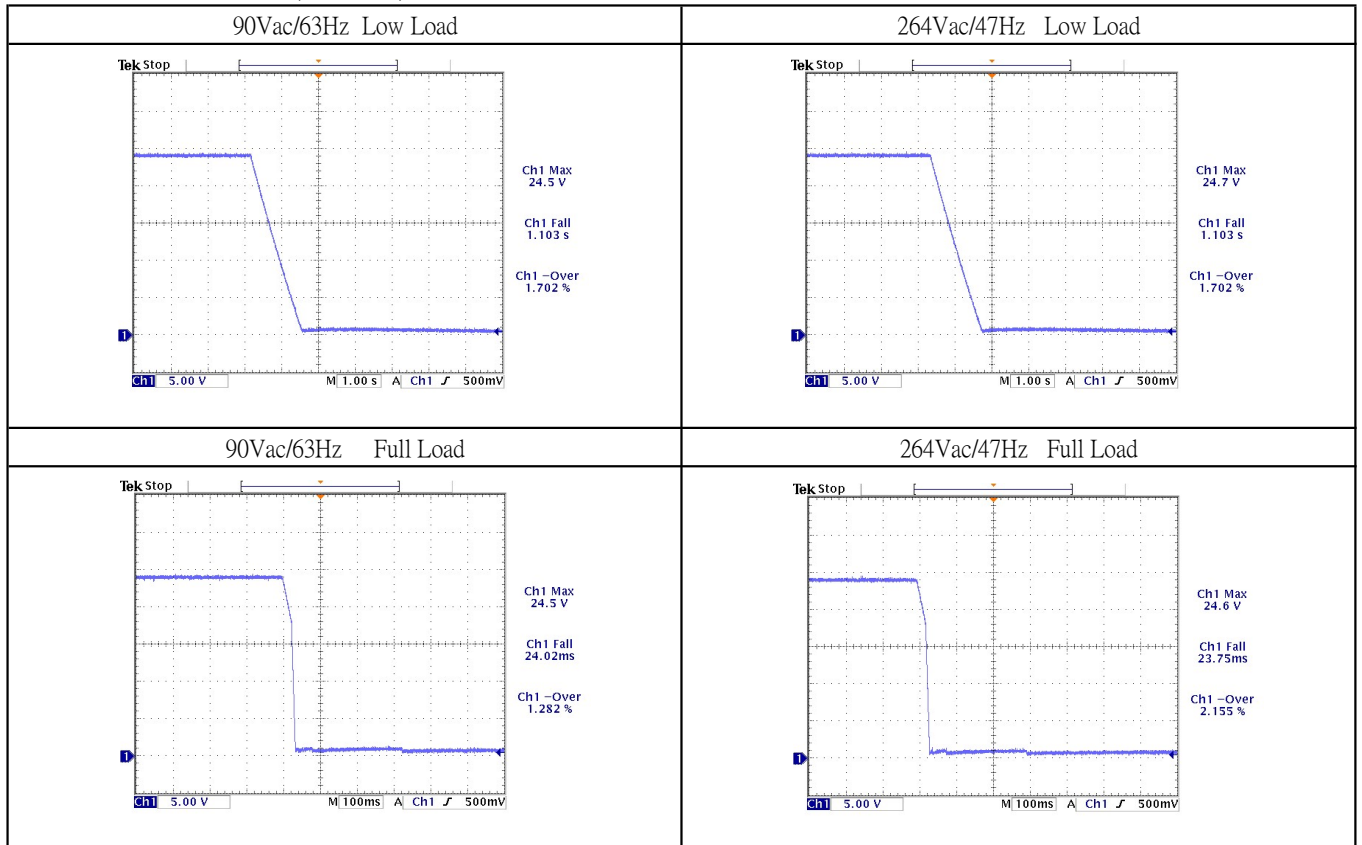 90Vac/63Hz Low Load
264Vac/47Hz Low Load
Tek Stop
Ch1 Max
24.5 V
Ch1 Fall
1.103 s
Ch1 −Over
1.702 %
1
Ch1 5.00 V M 1.00 s A Ch1 ∫ 500mV
Tek Stop
Ch1 Max
24.7 V
Ch1 Fall
1.103 s
Ch1 −Over
1.702 %
1
Ch1 5.00 V M 1.00 s A Ch1 ∫ 500mV
90Vac/63Hz Full Load
264Vac/47Hz Full Load
Tek Stop
Ch1 Max
24.5 V
Ch1 Fall
24.02ms
Ch1 −Over
1.282 %
1
Ch1 5.00 V M 100ms A Ch1 ∫ 500mV
Tek Stop
Ch1 Max
24.6 V
Ch1 Fall
23.75ms
Ch1 −Over
2.155 %
1
Ch1 5.00 V M 100ms A Ch1 ∫ 500mV